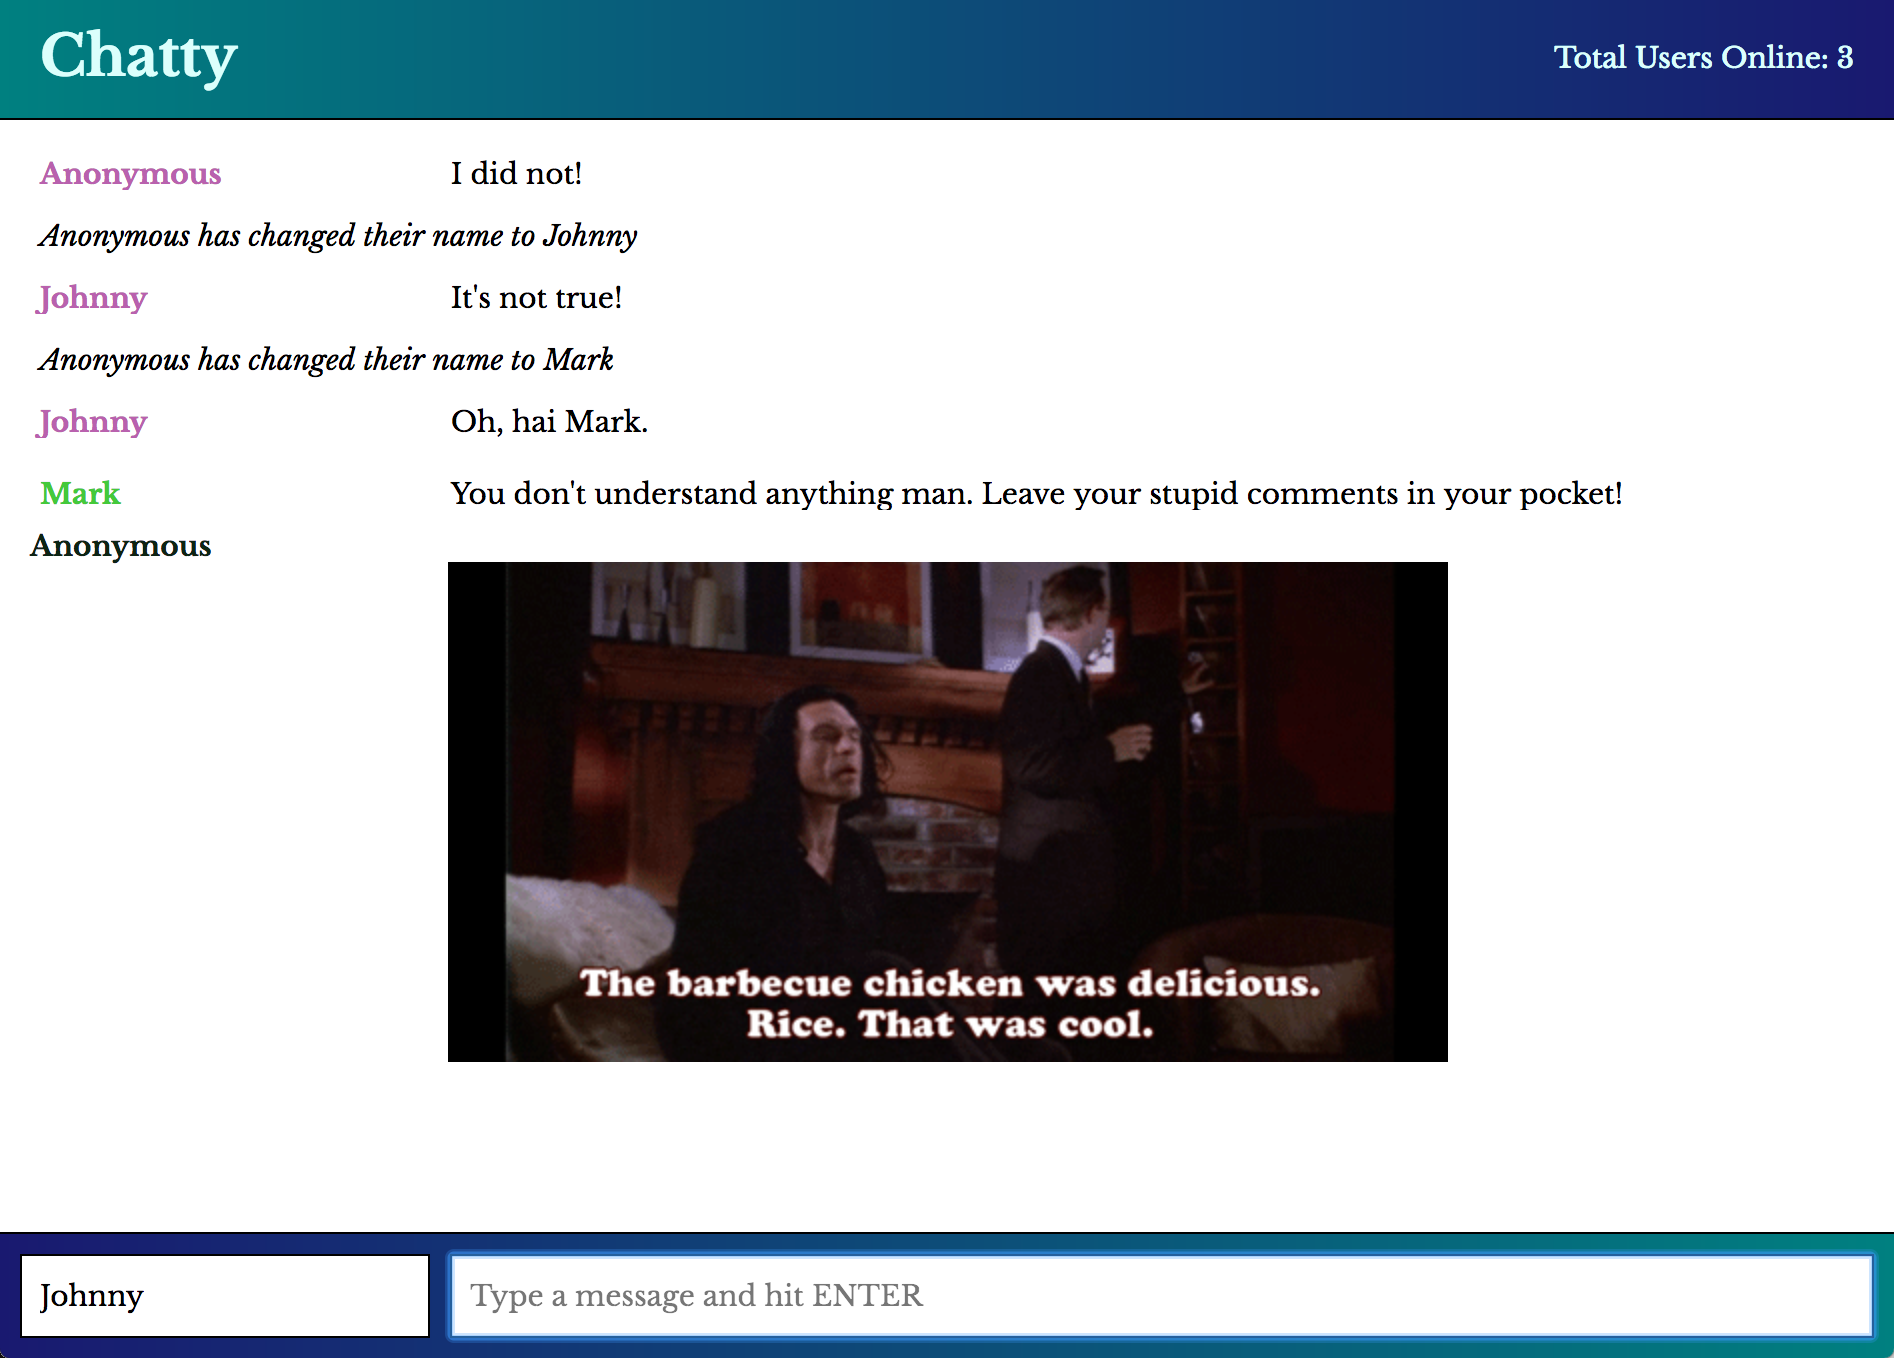 Chatty
Total Users Online: 3
Anonymous I did not!
Anonymous has changed their name to Johnny
Johnny It's not true!
Anonymous has changed their name to Mark
Johnny Oh, hai Mark.
Mark You don't understand anything man. Leave your stupid comments in your pocket!
Anonymous
The barbecue chicken was delicious.
Rice. That was cool.
Johnny Type a message and hit ENTER